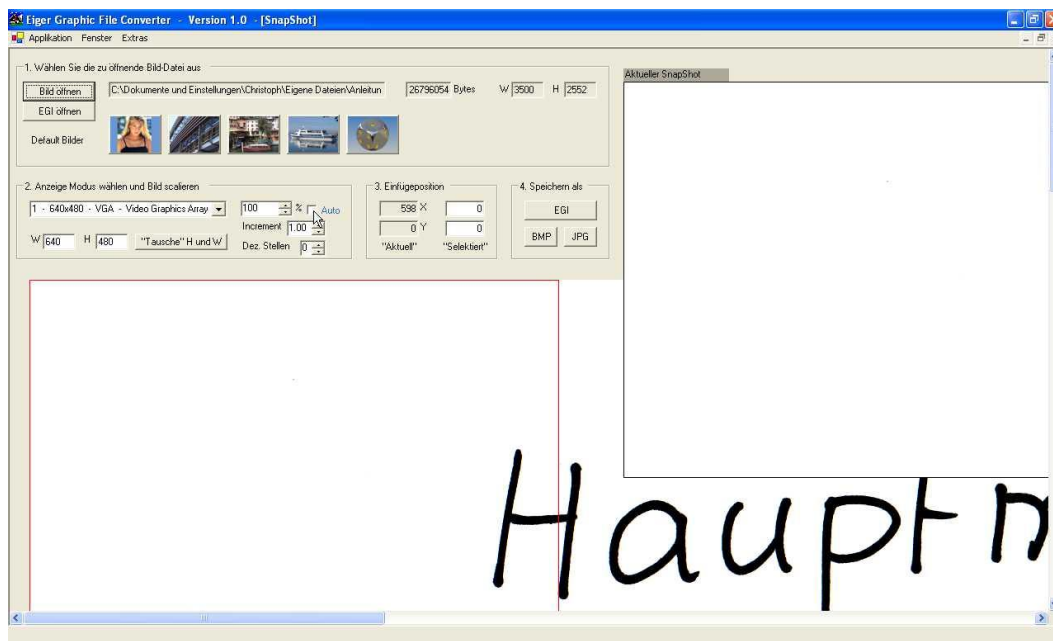 Eiger Graphic File Converter - Version 1.0 - [SnapShot]
Applikation Fenster Extras
1. Wählen Sie die zu öffnende Bild-Datei aus
Bild öffnen C:\Dokumente und Einstellungen\Christoph\Eigene Dateien\Anleitun 26796054 Bytes W 3500 H 2552
EGI öffnen
Default Bilder
Aktueller SnapShot
2. Anzeige Modus wählen und Bild scalieren
1 - 640x480 - VGA - Video Graphics Array 100 % Auto
Increment 1.00
W 640 H 480 "Tausche" H und W Dez. Stellen 0
3. Einfügeposition
598 X 0
0 Y 0
"Aktuell" "Selektiert"
4. Speichern als
EGI
BMP JPG
Hauptm